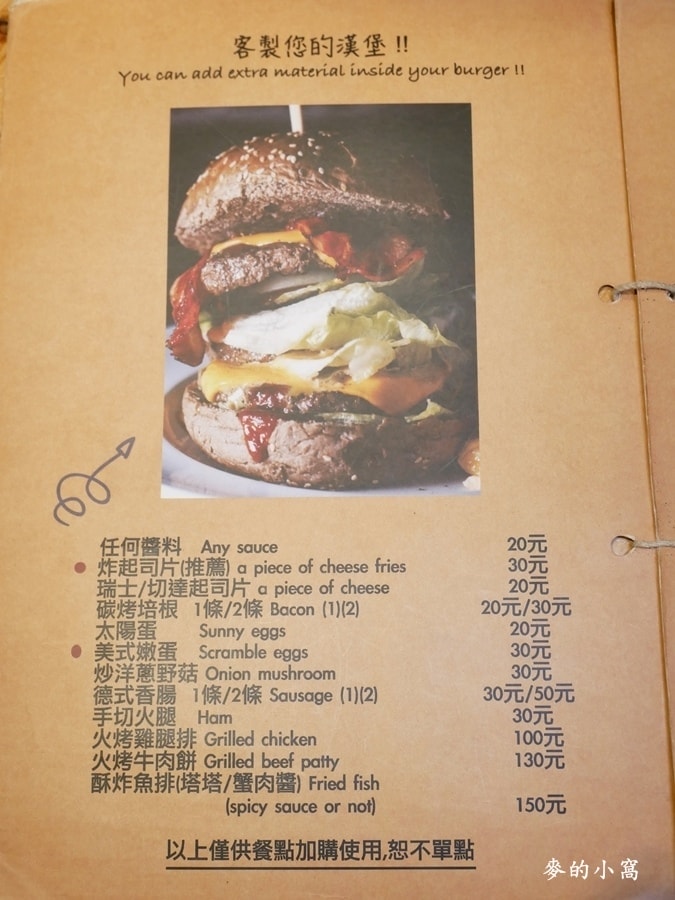 客製您的漢堡 !!
You can add extra material inside your burger !!
任何醬料 Any sauce 20元
炸起司片(推薦) a piece of cheese fries 30元
瑞士/切達起司片 a piece of cheese 20元
碳烤培根 1條/2條 Bacon (1)(2) 20元/30元
太陽蛋 Sunny eggs 20元
美式嫩蛋 Scramble eggs 30元
炒洋蔥野菇 Onion mushroom 30元
德式香腸 1條/2條 Sausage (1)(2) 30元/50元
手切火腿 Ham 30元
火烤雞腿排 Grilled chicken 100元
火烤牛肉餅 Grilled beef patty 130元
酥炸魚排(塔塔/蟹肉醬) Fried fish
(spicy sauce or not) 150元
以上僅供餐點加購使用,恕不單點
麥的小窩